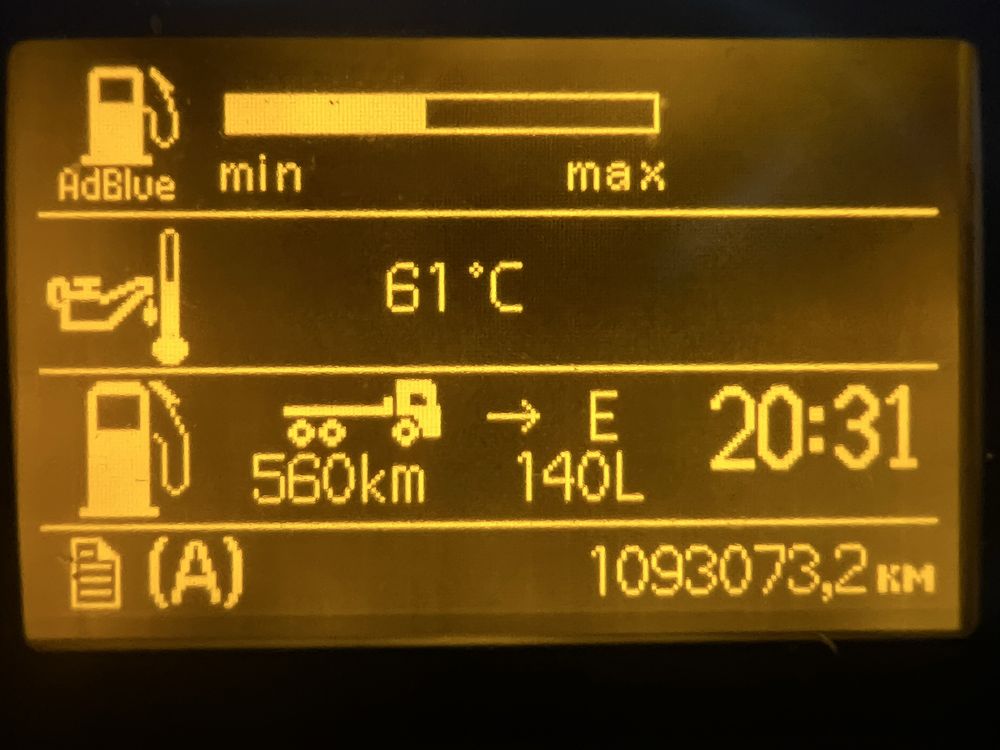 AdBlue min max
61°C
→ E 20:31
560km 140L
(A) 1093073,2 км